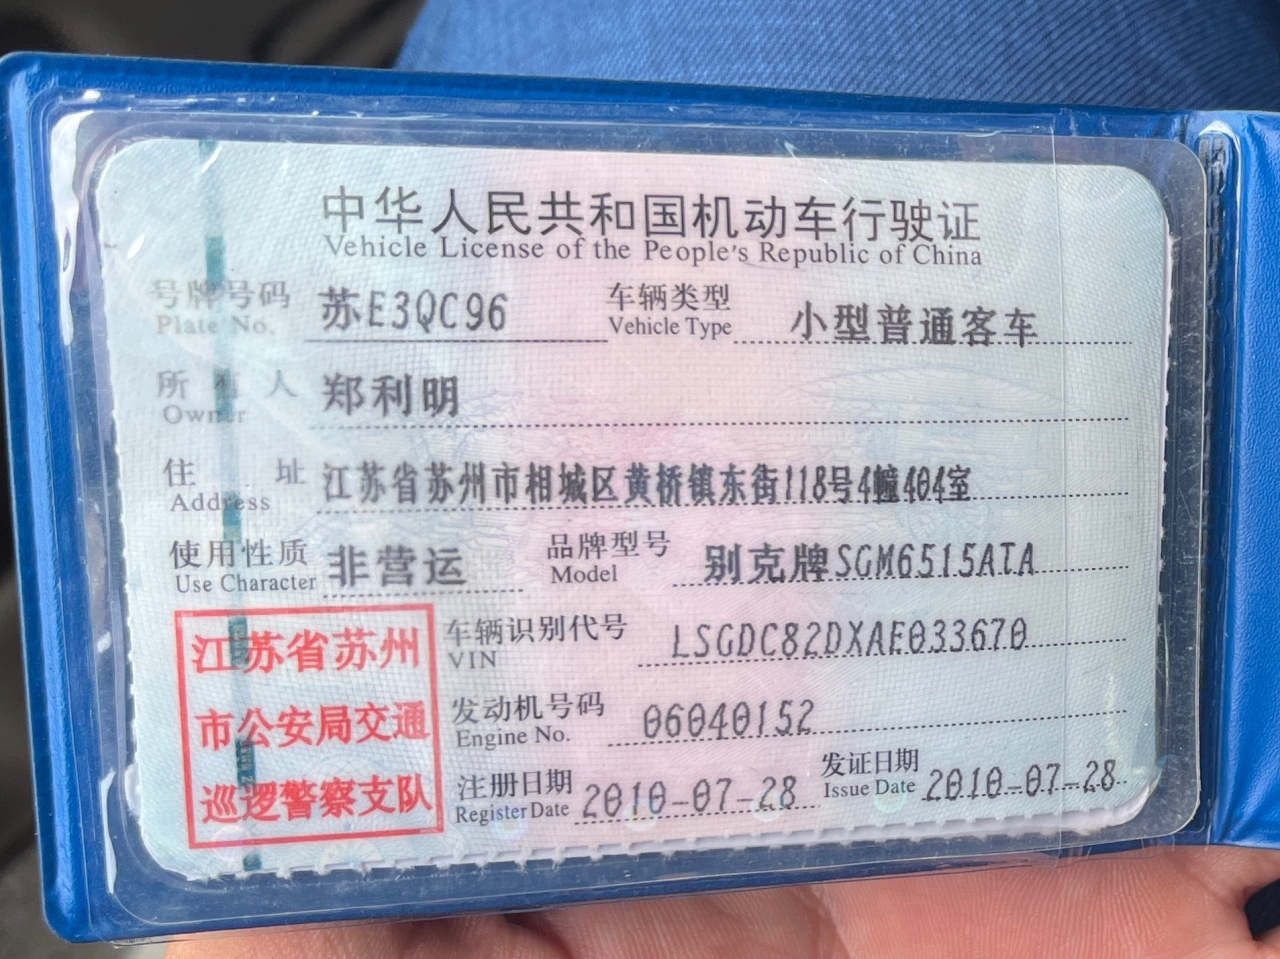 中华人民共和国机动车行驶证
Vehicle License of the People's Republic of China
号牌号码 苏E3QC96 车辆类型 小型普通客车
Plate No. Vehicle Type
所有人 郑利明
Owner
住址 江苏省苏州市相城区黄桥镇东街118号4幢404室
Address
使用性质 非营运 品牌型号 别克牌SGM6515ATA
Use Character Model
江苏省苏州
市公安局交通
巡逻警察支队
车辆识别代号 LSGDC82DXAE033670
VIN
发动机号码 06040152
Engine No.
注册日期 2010-07-28 发证日期 2010-07-28
Register Date Issue Date